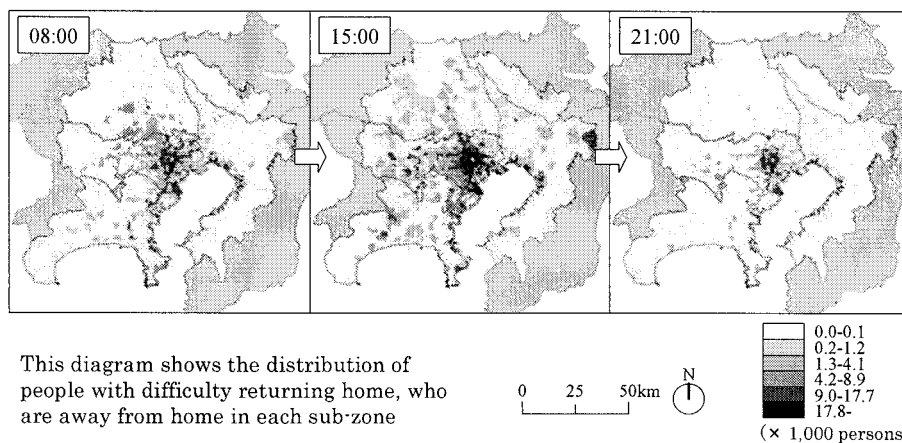 08:00
15:00
21:00
This diagram shows the distribution of
people with difficulty returning home, who
are away from home in each sub-zone
0 25 50km
N
0.0-0.1
0.2-1.2
1.3-4.1
4.2-8.9
9.0-17.7
17.8-
(× 1,000 persons